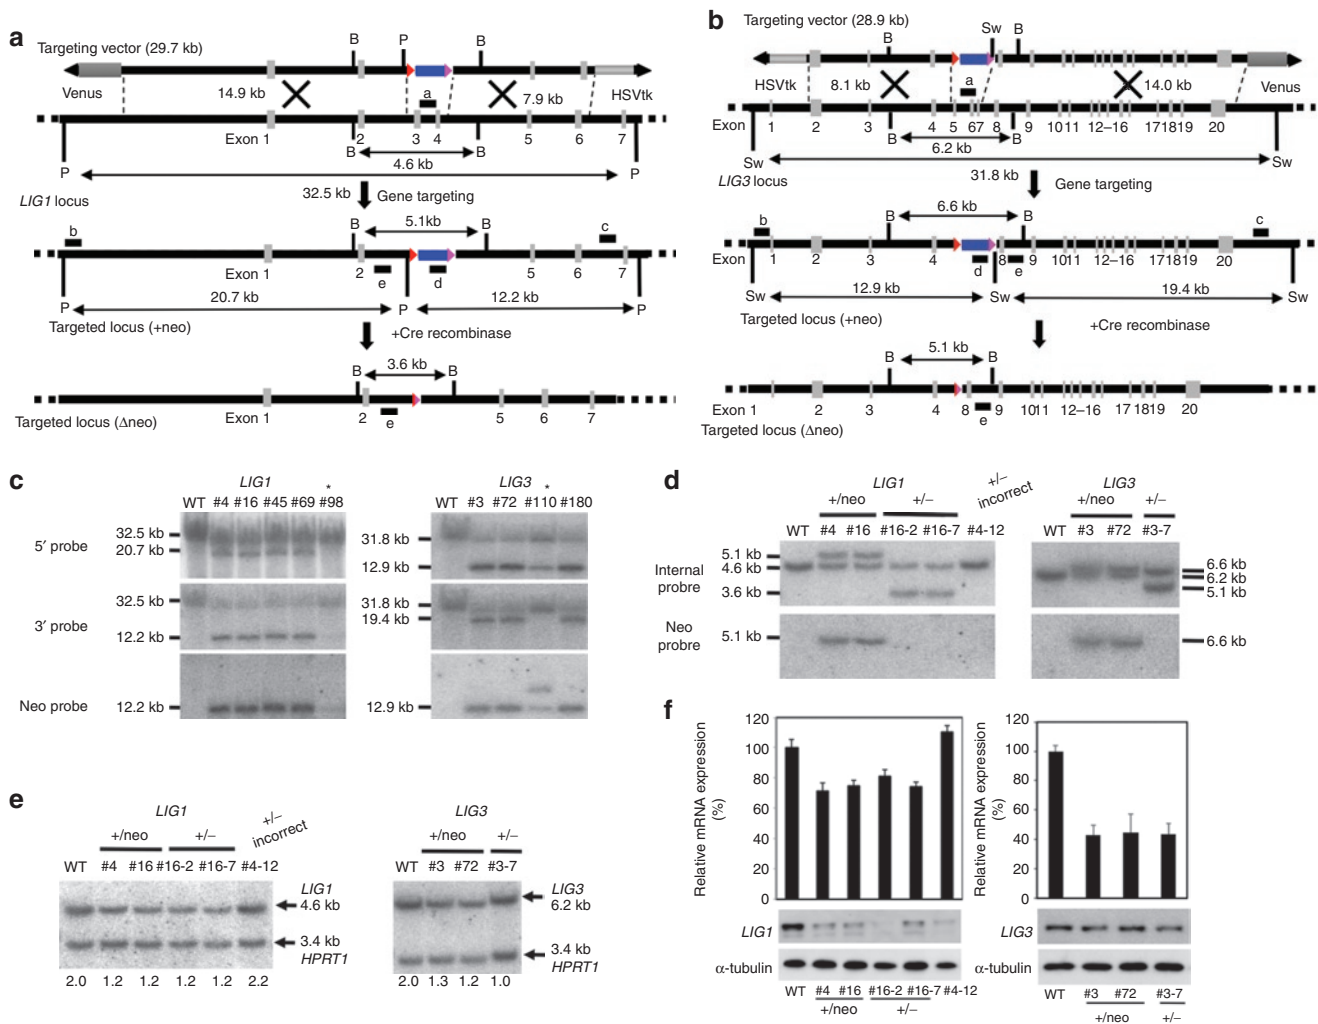 a
Targeting vector (29.7 kb)
B
P
B
Venus
14.9 kb
a
7.9 kb
HSVtk
Exon 1
2
3
4
5
6
7
B
B
4.6 kb
P
P
LIG1 locus
32.5 kb
Gene targeting
5.1kb
B
B
b
c
Exon 1
2
e
d
5
6
7
P
20.7 kb
P
12.2 kb
P
Targeted locus (+neo)
+Cre recombinase
3.6 kb
B
B
Exon 1
2
e
5
6
7
Targeted locus (Δneo)
b
Targeting vector (28.9 kb)
B
Sw
B
HSVtk
8.1 kb
a
14.0 kb
Venus
Exon
1
2
3
4
5
67
8
9
1011
12–16
171819
20
B
B
6.2 kb
Sw
Sw
LIG3 locus
31.8 kb
Gene targeting
6.6 kb
B
B
b
c
Exon
1
2
3
4
d
8
e
9
1011
12–16
171819
20
Sw
12.9 kb
Sw
19.4 kb
Sw
Targeted locus (+neo)
+Cre recombinase
5.1 kb
B
B
Exon 1
2
3
4
8
e
9
1011
12–16
17 1819
20
Targeted locus (Δneo)
c
LIG1
*
WT #4 #16 #45 #69 #98
LIG3
*
WT #3 #72 #110 #180
5′ probe
32.5 kb
20.7 kb
31.8 kb
12.9 kb
3′ probe
32.5 kb
12.2 kb
31.8 kb
19.4 kb
Neo probe
12.2 kb
12.9 kb
d
LIG1
+/neo
+/−
+/−
incorrect
WT #4 #16 #16-2 #16-7 #4-12
LIG3
+/neo
+/−
WT #3 #72 #3-7
Internal
probre
5.1 kb
4.6 kb
3.6 kb
6.6 kb
6.2 kb
5.1 kb
Neo
probre
5.1 kb
6.6 kb
e
LIG1
+/neo
+/−
+/−
incorrect
WT #4 #16 #16-2 #16-7 #4-12
LIG1
4.6 kb
3.4 kb
HPRT1
2.0 1.2 1.2 1.2 1.2 2.2
LIG3
+/neo
+/−
WT #3 #72 #3-7
LIG3
6.2 kb
3.4 kb
HPRT1
2.0 1.3 1.2 1.0
f
Relative mRNA expression
(%)
120
100
80
60
40
20
0
LIG1
α-tubulin
WT #4 #16 #16-2 #16-7 #4-12
+/neo
+/−
Relative mRNA expression
(%)
120
100
80
60
40
20
0
LIG3
α-tubulin
WT #3 #72 #3-7
+/neo
+/−